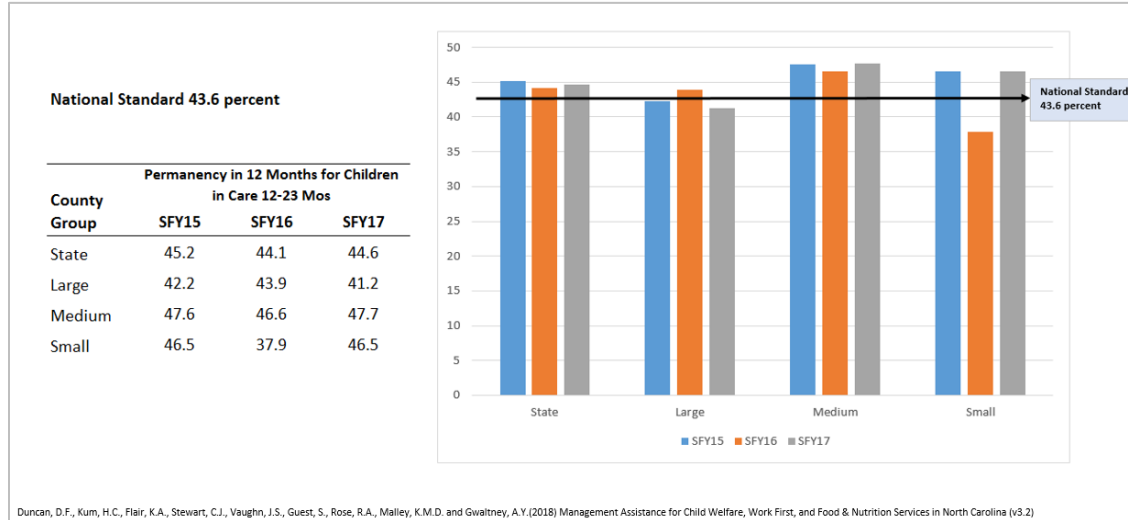 National Standard 43.6 percent
Permanency in 12 Months for Children
in Care 12-23 Mos
County
Group SFY15 SFY16 SFY17
State 45.2 44.1 44.6
Large 42.2 43.9 41.2
Medium 47.6 46.6 47.7
Small 46.5 37.9 46.5
50
45
40
35
30
25
20
15
10
5
0
State Large Medium Small
SFY15 SFY16 SFY17
National Standard
43.6 percent
Duncan, D.F., Kum, H.C., Flair, K.A., Stewart, C.J., Vaughn, J.S., Guest, S., Rose, R.A., Malley, K.M.D. and Gwaltney, A.Y.(2018) Management Assistance for Child Welfare, Work First, and Food & Nutrition Services in North Carolina (v3.2)